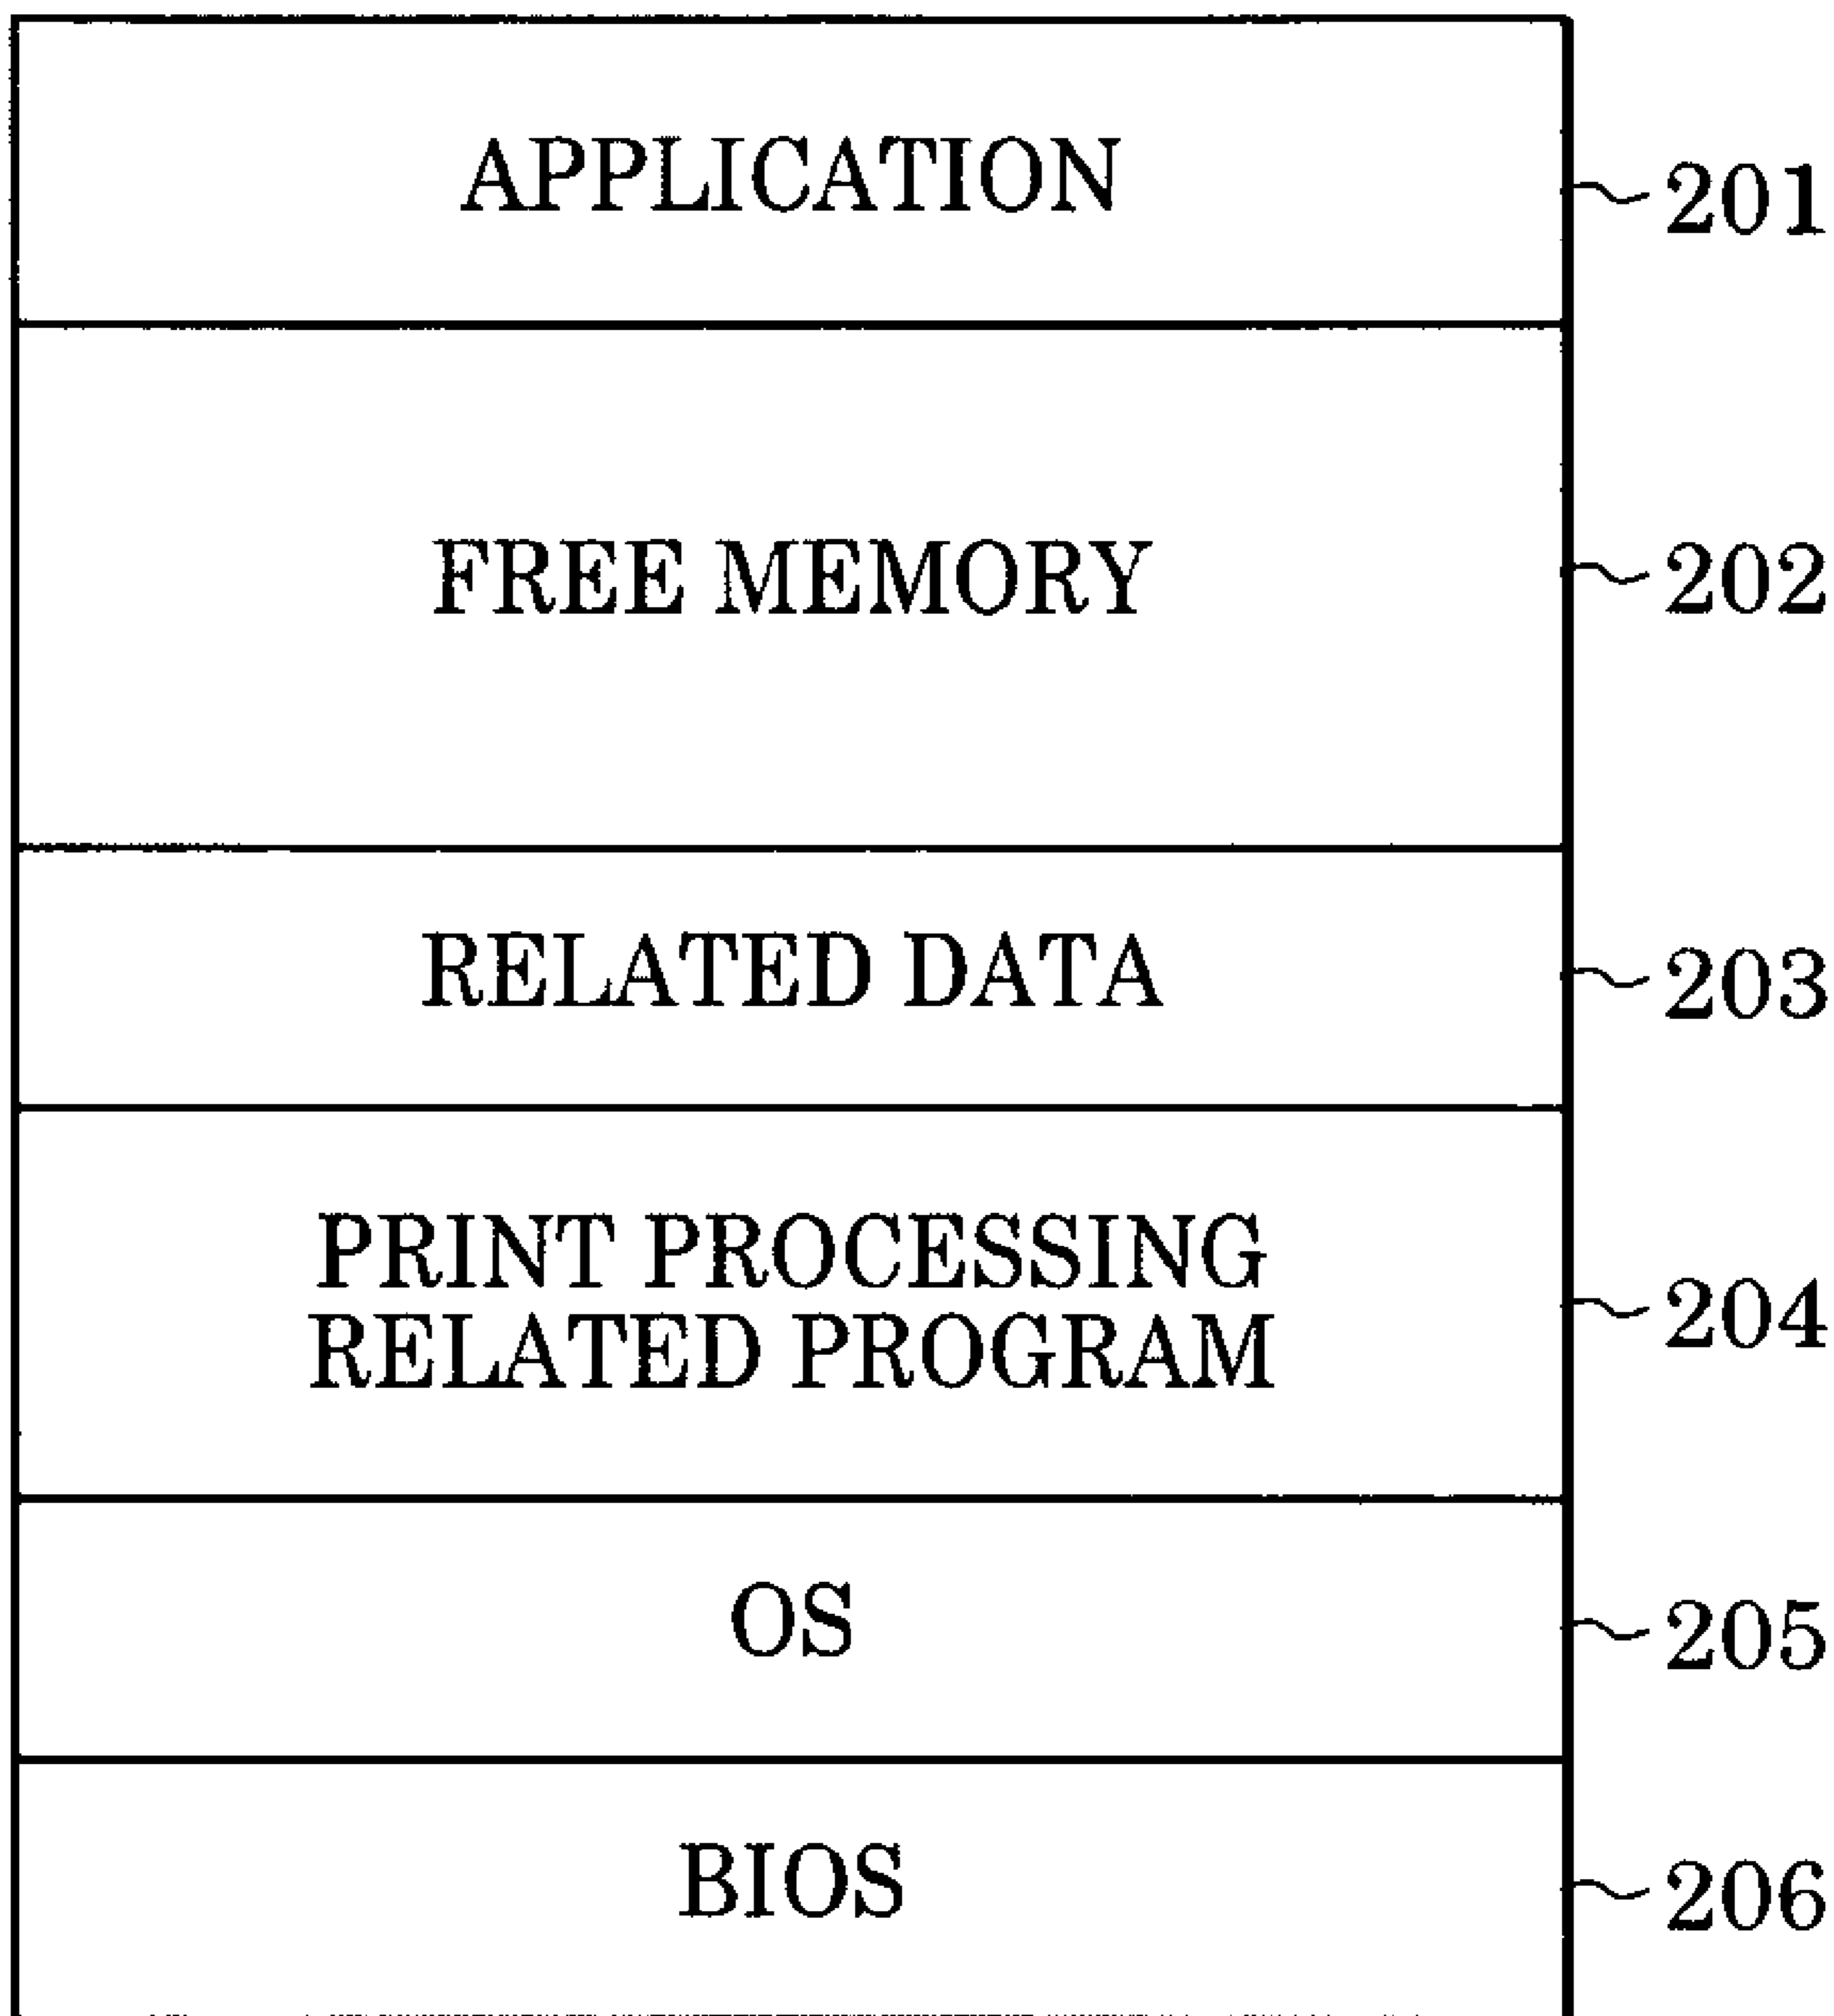 APPLICATION
201
FREE MEMORY
202
RELATED DATA
203
PRINT PROCESSING
RELATED PROGRAM
204
OS
205
BIOS
206